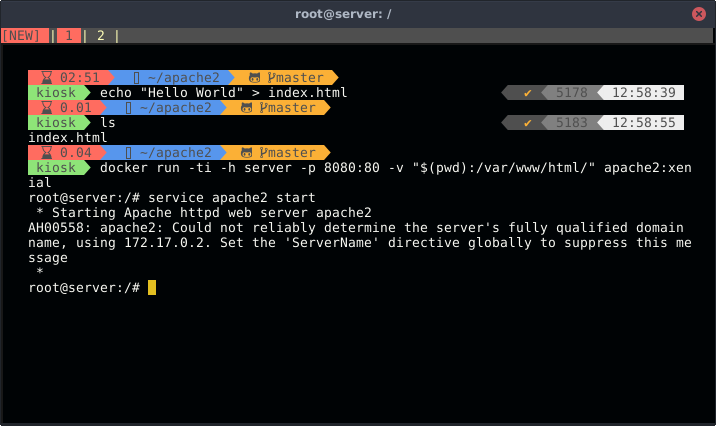 root@server: /
[NEW] | 1 | 2 |
02:51 ~/apache2 master
kiosk echo "Hello World" > index.html ✔ 5178 12:58:39
0.01 ~/apache2 master
kiosk ls ✔ 5183 12:58:55
index.html
0.04 ~/apache2 master
kiosk docker run -ti -h server -p 8080:80 -v "$(pwd):/var/www/html/" apache2:xen
ial
root@server:/# service apache2 start
 * Starting Apache httpd web server apache2
AH00558: apache2: Could not reliably determine the server's fully qualified domain
name, using 172.17.0.2. Set the 'ServerName' directive globally to suppress this me
ssage
 *
root@server:/#